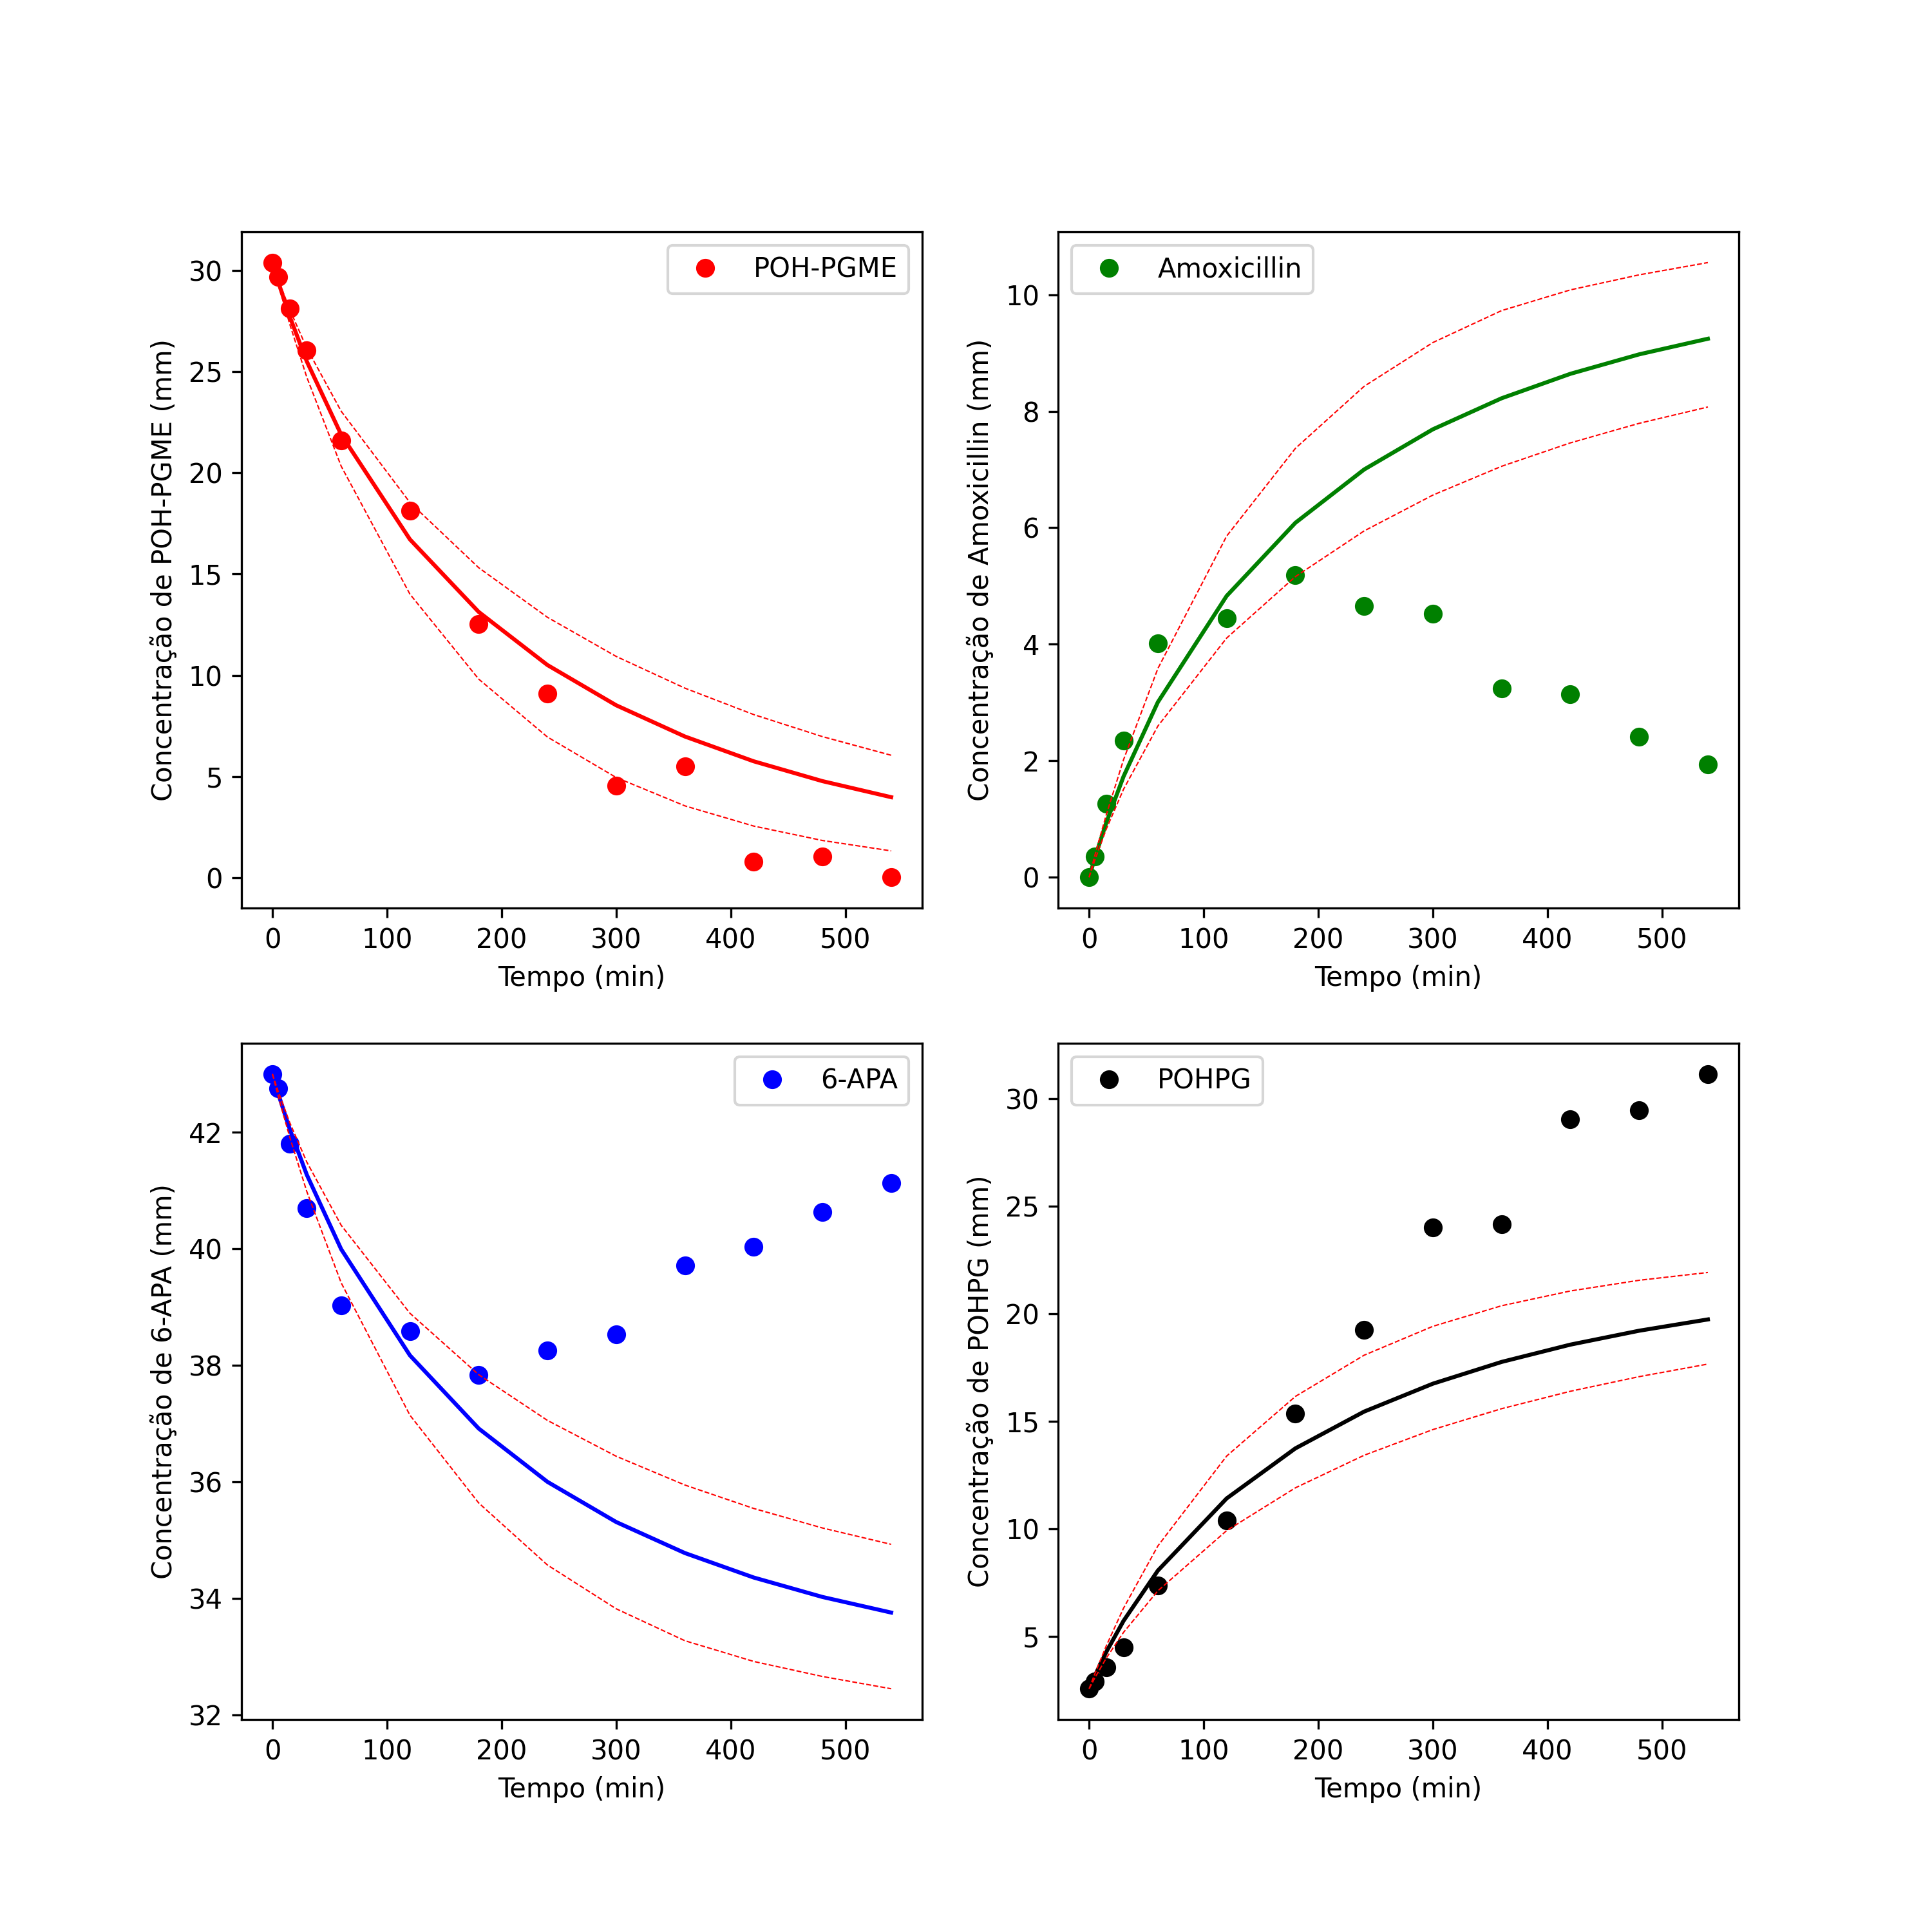 POH-PGME
Concentração de POH-PGME (mm)
30
25
20
15
10
5
0
0 100 200 300 400 500
Tempo (min)
Amoxicillin
Concentração de Amoxicillin (mm)
10
8
6
4
2
0
0 100 200 300 400 500
Tempo (min)
6-APA
Concentração de 6-APA (mm)
42
40
38
36
34
32
0 100 200 300 400 500
Tempo (min)
POHPG
Concentração de POHPG (mm)
30
25
20
15
10
5
0 100 200 300 400 500
Tempo (min)